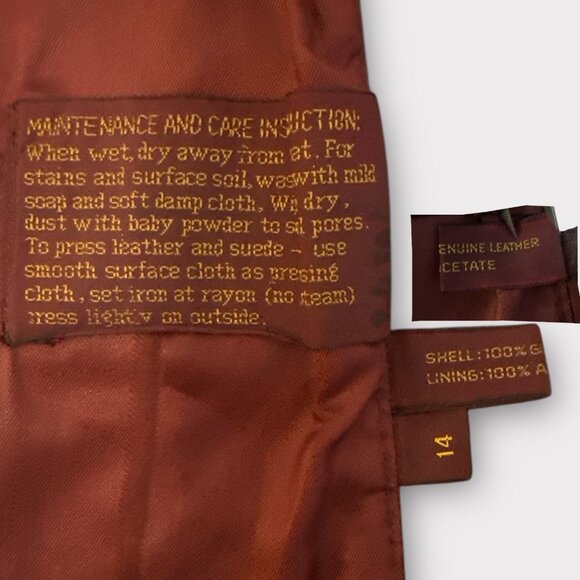 MAINTENANCE AND CARE INSUCTION:
When wet, dry away from at. For
stains and surface soil, waswith mild
soap and soft damp cloth, Wn dry,
dust with baby powder to sd pores.
To press leather and suede - use
smooth surface cloth as presing
cloth, set iron at rayon (no team)
ress lightly on outside.
ENUINE LEATHER
CETATE
SHELL: 100% G
LINING: 100% A
14